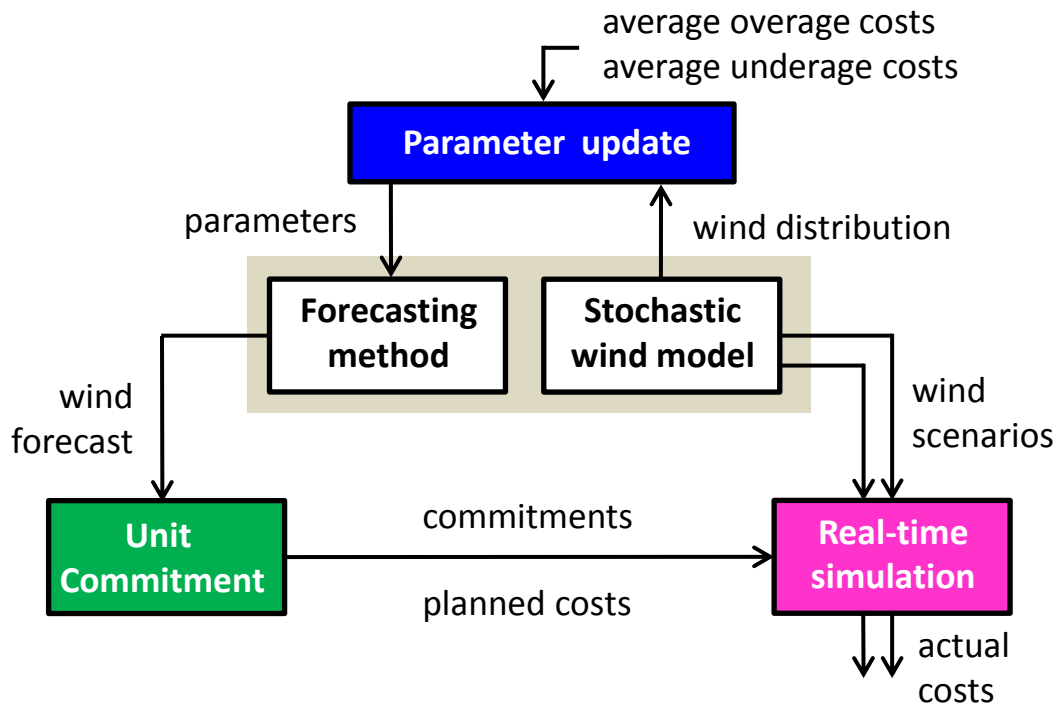 average overage costs
average underage costs
Parameter update
parameters
wind distribution
Forecasting
method
Stochastic
wind model
wind
forecast
wind
scenarios
Unit
Commitment
commitments
planned costs
Real-time
simulation
actual
costs